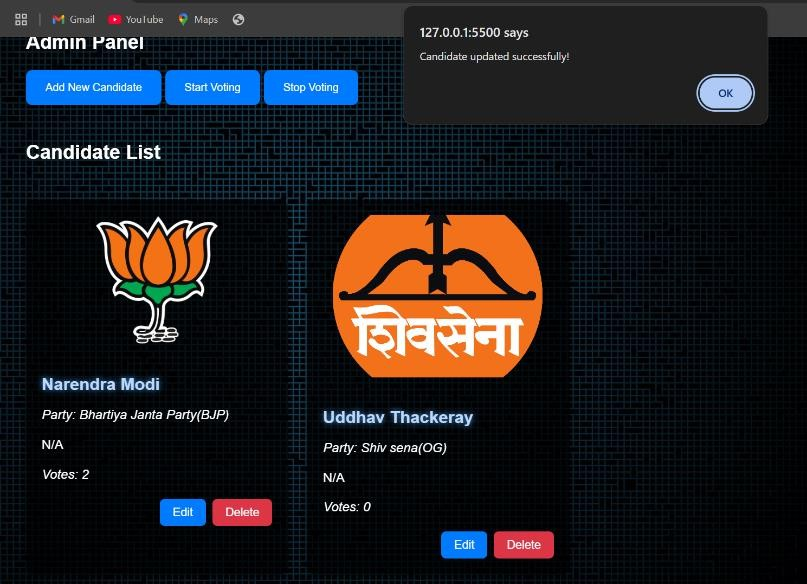 Gmail YouTube Maps
127.0.0.1:5500 says
Candidate updated successfully!
OK
Admin Panel
Add New Candidate Start Voting Stop Voting
Candidate List
शिवसेना
Narendra Modi
Party: Bhartiya Janta Party(BJP)
N/A
Votes: 2
Edit Delete
Uddhav Thackeray
Party: Shiv sena(OG)
N/A
Votes: 0
Edit Delete